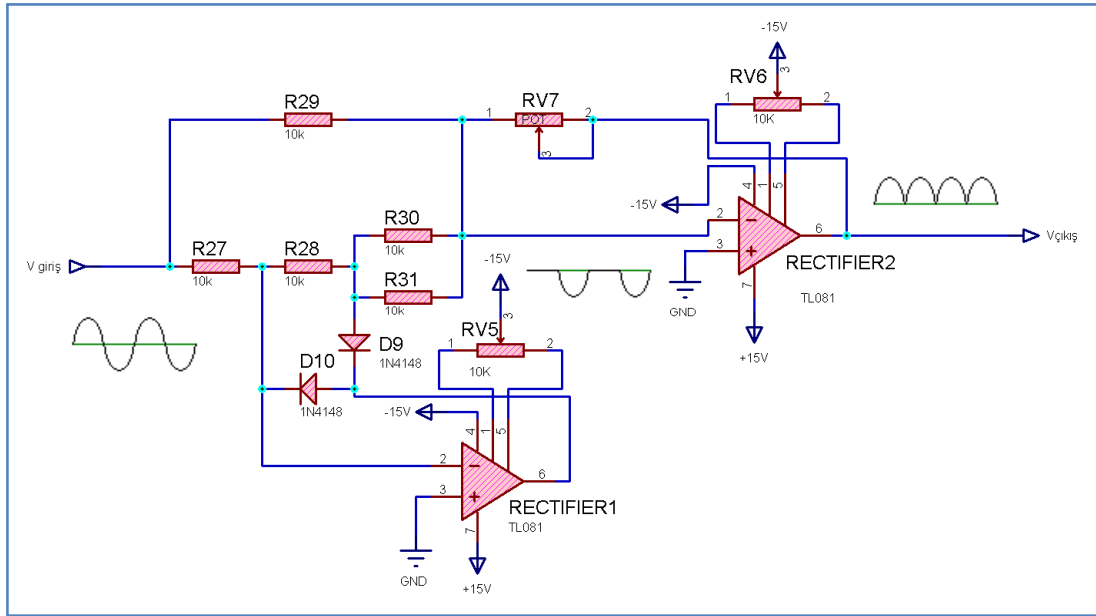 -15V
RV6
3
1
2
10K
R29
10k
RV7
1
2
POT
3
-15V
4
1
5
2
3
6
7
RECTIFIER2
TL081
GND
+15V
Vçıkış
V giriş
R27
10k
R28
10k
R30
10k
R31
10k
-15V
RV5
3
1
2
10K
D9
1N4148
D10
1N4148
-15V
4
1
5
2
3
6
7
RECTIFIER1
TL081
GND
+15V